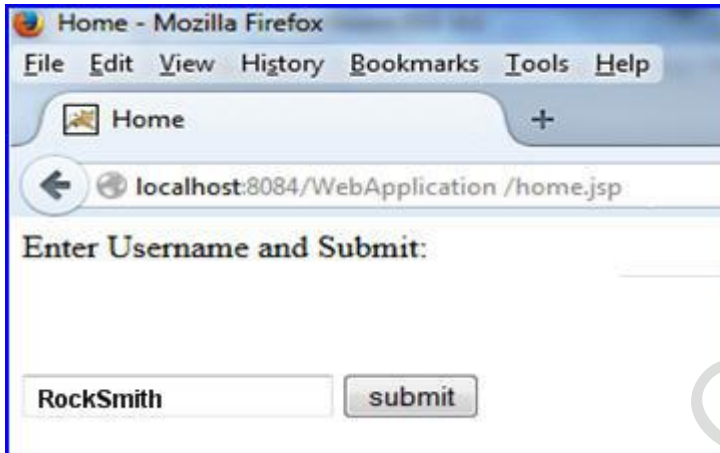 Home - Mozilla Firefox
File Edit View History Bookmarks Tools Help
Home +
localhost:8084/WebApplication /home.jsp
Enter Username and Submit:
RockSmith submit